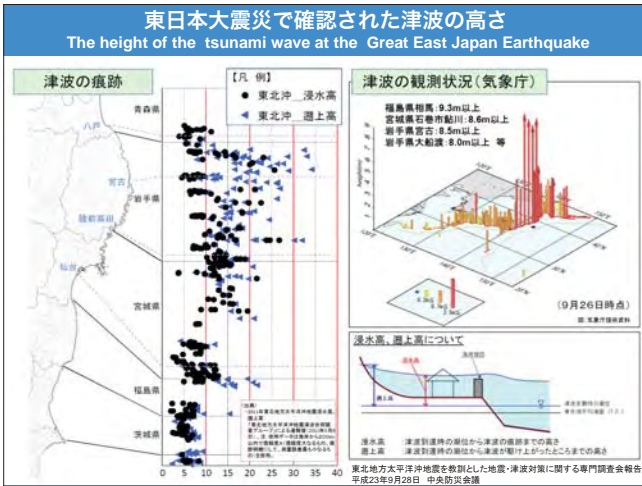 東日本大震災で確認された津波の高さ
The height of the tsunami wave at the Great East Japan Earthquake
津波の痕跡
【凡 例】
東北沖__浸水高
東北沖__遡上高
青森県
八戸
宮古
岩手県
陸前高田
仙台
宮城県
福島県
茨城県
0 5 10 15 20 25 30 35 40
津波の観測状況(気象庁)
福島県相馬:9.3m以上
宮城県石巻市鮎川:8.6m以上
岩手県宮古:8.5m以上
岩手県大船渡:8.0m以上 等
(9月26日時点)
図:気象庁提供資料
浸水高、遡上高について
浸水高 :津波到達時の潮位から津波の痕跡までの高さ
遡上高 :津波到達時の潮位から津波が駆け上がったところまでの高さ
東北地方太平洋沖地震を教訓とした地震・津波対策に関する専門調査会報告
平成23年9月28日 中央防災会議